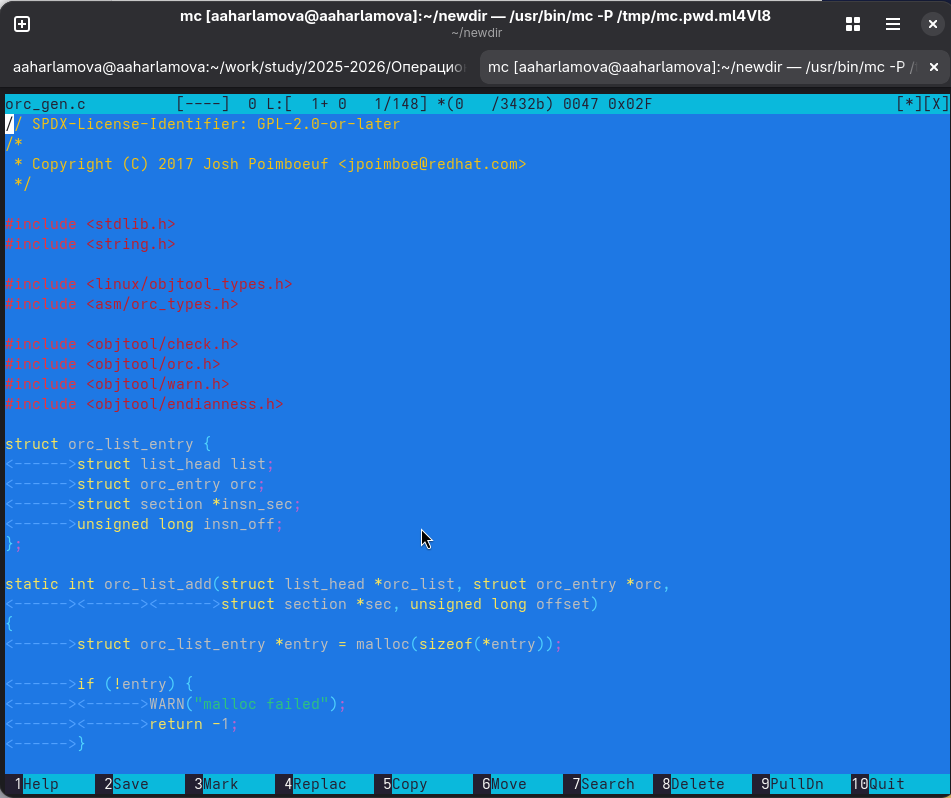 mc [aaharlamova@aaharlamova]:~/newdir — /usr/bin/mc -P /tmp/mc.pwd.ml4Vl8
~/newdir
aaharlamova@aaharlamova:~/work/study/2025-2026/Операцио
mc [aaharlamova@aaharlamova]:~/newdir — /usr/bin/mc -P /
orc_gen.c          [----]  0 L:[  1+ 0   1/148] *(0   /3432b) 0047 0x02F                           [*][X]
// SPDX-License-Identifier: GPL-2.0-or-later
/*
 * Copyright (C) 2017 Josh Poimboeuf <jpoimboe@redhat.com>
 */
#include <stdlib.h>
#include <string.h>
#include <linux/objtool_types.h>
#include <asm/orc_types.h>
#include <objtool/check.h>
#include <objtool/orc.h>
#include <objtool/warn.h>
#include <objtool/endianness.h>
struct orc_list_entry {
<------>struct list_head list;
<------>struct orc_entry orc;
<------>struct section *insn_sec;
<------>unsigned long insn_off;
};
static int orc_list_add(struct list_head *orc_list, struct orc_entry *orc,
<------><------><------>struct section *sec, unsigned long offset)
{
<------>struct orc_list_entry *entry = malloc(sizeof(*entry));
<------>if (!entry) {
<------><------>WARN("malloc failed");
<------><------>return -1;
<------>}
1Help 2Save 3Mark 4Replac 5Copy 6Move 7Search 8Delete 9PullDn 10Quit